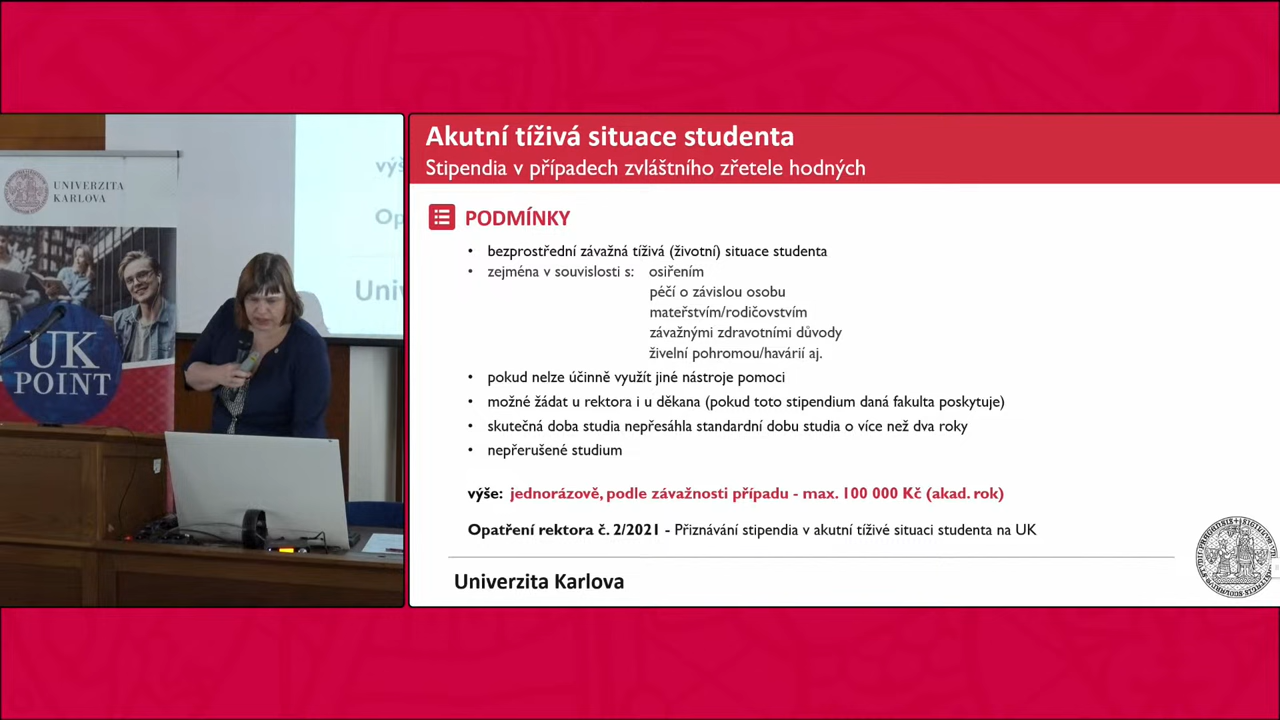 Akutní tíživá situace studenta
Stipendia v případech zvláštního zřetele hodných
PODMÍNKY
• bezprostřední závažná tíživá (životní) situace studenta
• zejména v souvislosti s: osiřením
péčí o závislou osobu
mateřstvím/rodičovstvím
závažnými zdravotními důvody
živelní pohromou/havárií aj.
• pokud nelze účinně využít jiné nástroje pomoci
• možné žádat u rektora i u děkana (pokud toto stipendium daná fakulta poskytuje)
• skutečná doba studia nepřesáhla standardní dobu studia o více než dva roky
• nepřerušené studium
výše: jednorázově, podle závažnosti případu - max. 100 000 Kč (akad. rok)
Opatření rektora č. 2/2021 - Přiznávání stipendia v akutní tíživé situaci studenta na UK
Univerzita Karlova
UNIVERZITA
KARLOVA
UK
POINT
výš
Op
Uni